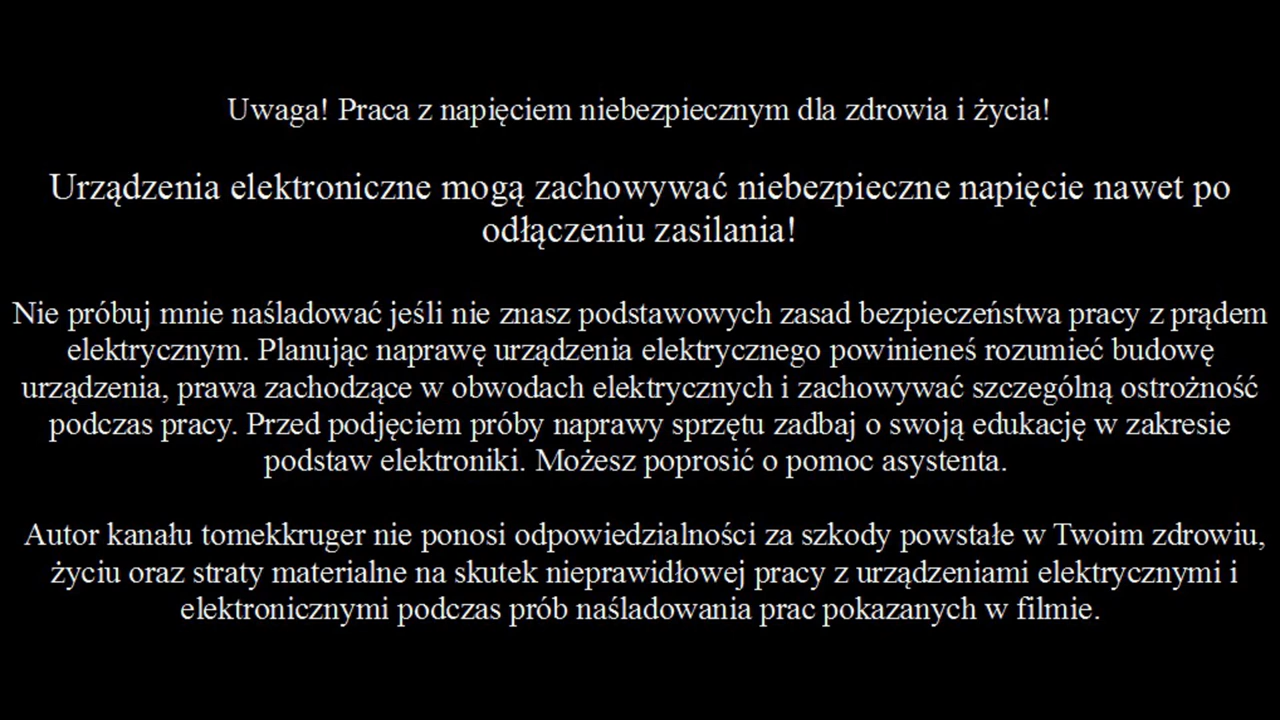 Uwaga! Praca z napięciem niebezpiecznym dla zdrowia i życia!
Urządzenia elektroniczne mogą zachowywać niebezpieczne napięcie nawet po
odłączeniu zasilania!
Nie próbuj mnie naśladować jeśli nie znasz podstawowych zasad bezpieczeństwa pracy z prądem
elektrycznym. Planując naprawę urządzenia elektrycznego powinieneś rozumieć budowę
urządzenia, prawa zachodzące w obwodach elektrycznych i zachowywać szczególną ostrożność
podczas pracy. Przed podjęciem próby naprawy sprzętu zadbaj o swoją edukację w zakresie
podstaw elektroniki. Możesz poprosić o pomoc asystenta.
Autor kanału tomekkruger nie ponosi odpowiedzialności za szkody powstałe w Twoim zdrowiu,
życiu oraz straty materialne na skutek nieprawidłowej pracy z urządzeniami elektrycznymi i
elektronicznymi podczas prób naśladowania prac pokazanych w filmie.